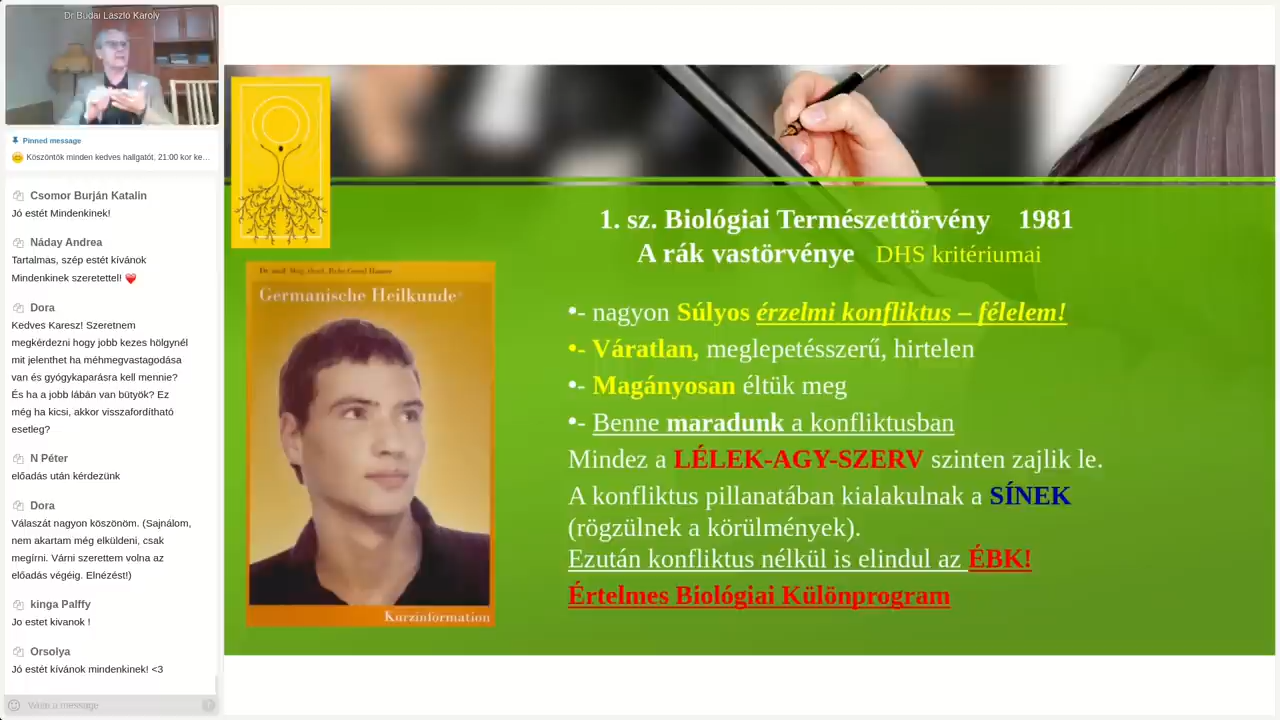 Dr Budai László Károly
Pinned message
Köszöntök minden kedves hallgatót, 21:00 kor ke...
Csomor Burján Katalin
Jó estét Mindenkinek!
Náday Andrea
Tartalmas, szép estét kívánok
Mindenkinek szeretettel! ❤️
Dora
Kedves Karesz! Szeretnem
megkérdezni hogy jobb kezes hölgynél
mit jelenthet ha méhmegvastagodása
van és gyógykaparásra kell mennie?
És ha a jobb lábán van bütyök? Ez
még ha kicsi, akkor visszafordítható
esetleg?
N Péter
előadás után kérdezünk
Dora
Válaszát nagyon köszönöm. (Sajnálom,
nem akartam még elküldeni, csak
megírni. Várni szerettem volna az
előadás végéig. Elnézést!)
kinga Palffy
Jo estet kivanok !
Orsolya
Jó estét kívánok mindenkinek! <3
Write a message
1. sz. Biológiai Természettörvény 1981
A rák vastörvénye DHS kritériumai
•- nagyon Súlyos érzelmi konfliktus – félelem!
•- Váratlan, meglepetésszerű, hirtelen
•- Magányosan éltük meg
•- Benne maradunk a konfliktusban
Mindez a LÉLEK-AGY-SZERV szinten zajlik le.
A konfliktus pillanatában kialakulnak a SÍNEK
(rögzülnek a körülmények).
Ezután konfliktus nélkül is elindul az ÉBK!
Értelmes Biológiai Különprogram
Germanische Heilkunde®
Kurzinformation